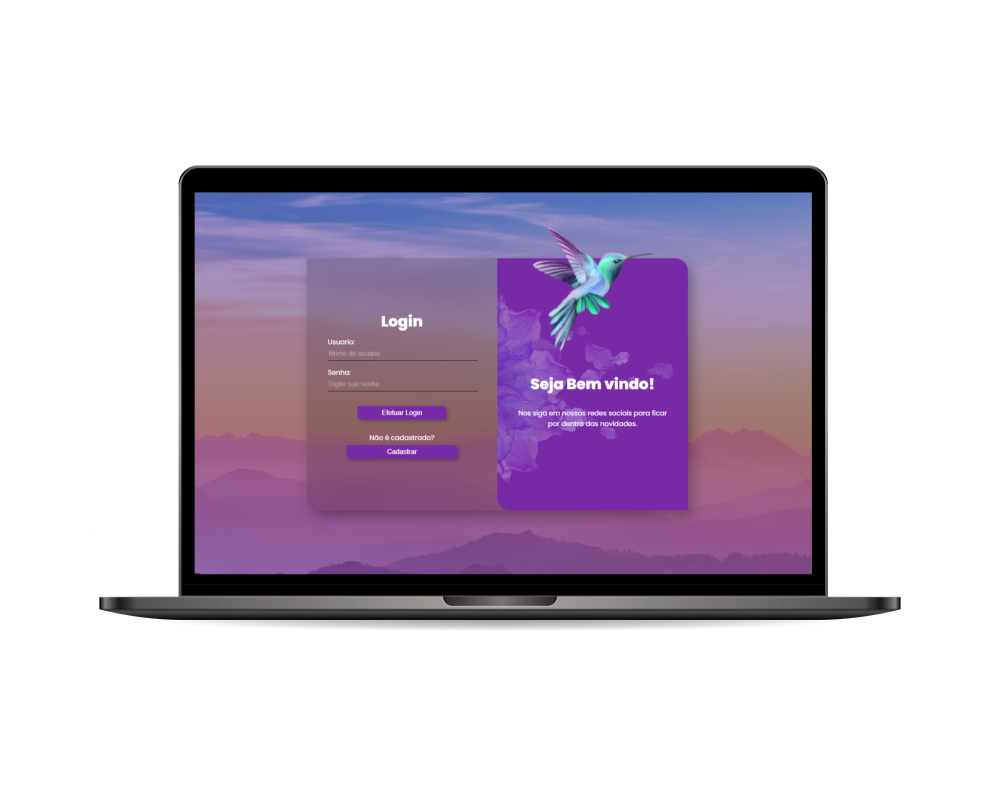 Login
Usuario:
Nome de usuario
Senha:
Digite sua senha
Efetuar Login
Não é cadastrado?
Cadastrar
Seja Bem vindo!
Nos siga em nossas redes sociais para ficar
por dentro das novidades.